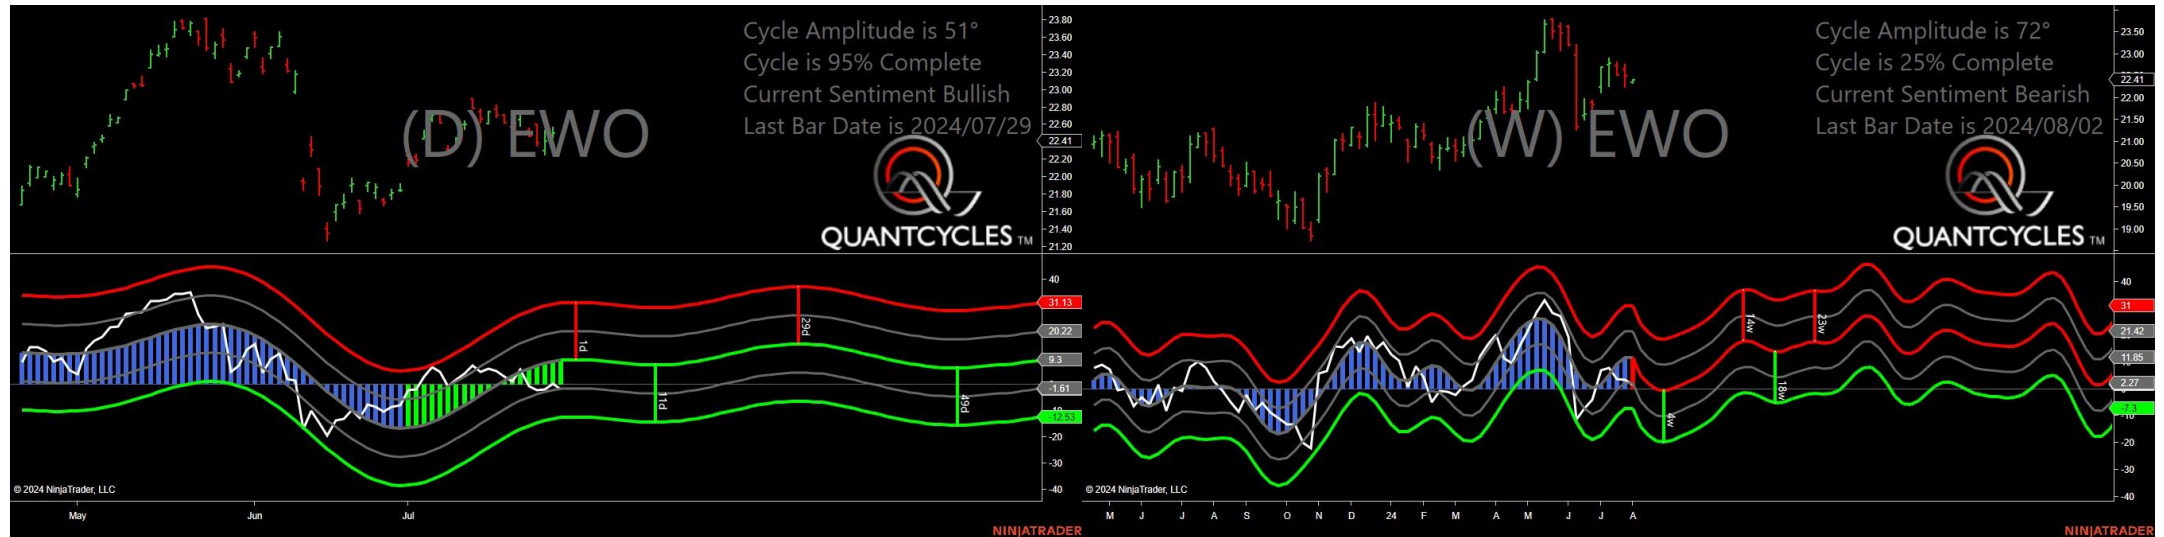 Cycle Amplitude is 51°
Cycle is 95% Complete
Current Sentiment Bullish
Last Bar Date is 2024/07/29
(D) EWO
QUANTCYCLES TM
23.80
23.60
23.40
23.20
23.00
22.80
22.60
22.41
22.20
22.00
21.80
21.60
21.40
21.20
1d
11d
29d
49d
40
31.13
20.22
9.3
-1.61
-12.53
-20
-30
-40
© 2024 NinjaTrader, LLC
May
Jun
Jul
NINJATRADER
Cycle Amplitude is 72°
Cycle is 25% Complete
Current Sentiment Bearish
Last Bar Date is 2024/08/02
(W) EWO
QUANTCYCLES TM
23.50
23.00
22.41
22.00
21.50
21.00
20.50
20.00
19.50
19.00
4w
14w
18w
23w
40
31
21.42
11.85
2.27
-7.3
-10
-20
-30
-40
© 2024 NinjaTrader, LLC
M J J A S O N D 24 F M A M J J A
NINJATRADER